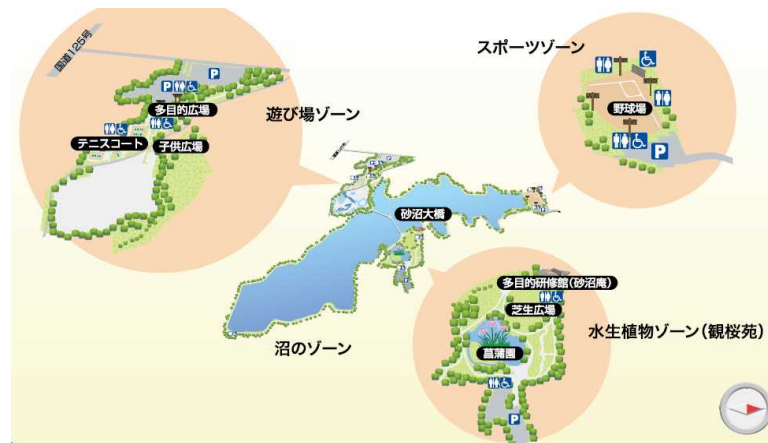 国道125号
P
P
多目的広場
遊び場ゾーン
テニスコート
子供広場
スポーツゾーン
野球場
P
砂沼大橋
沼のゾーン
多目的研修館(砂沼庵)
芝生広場
水生植物ゾーン(観桜苑)
菖蒲園
P